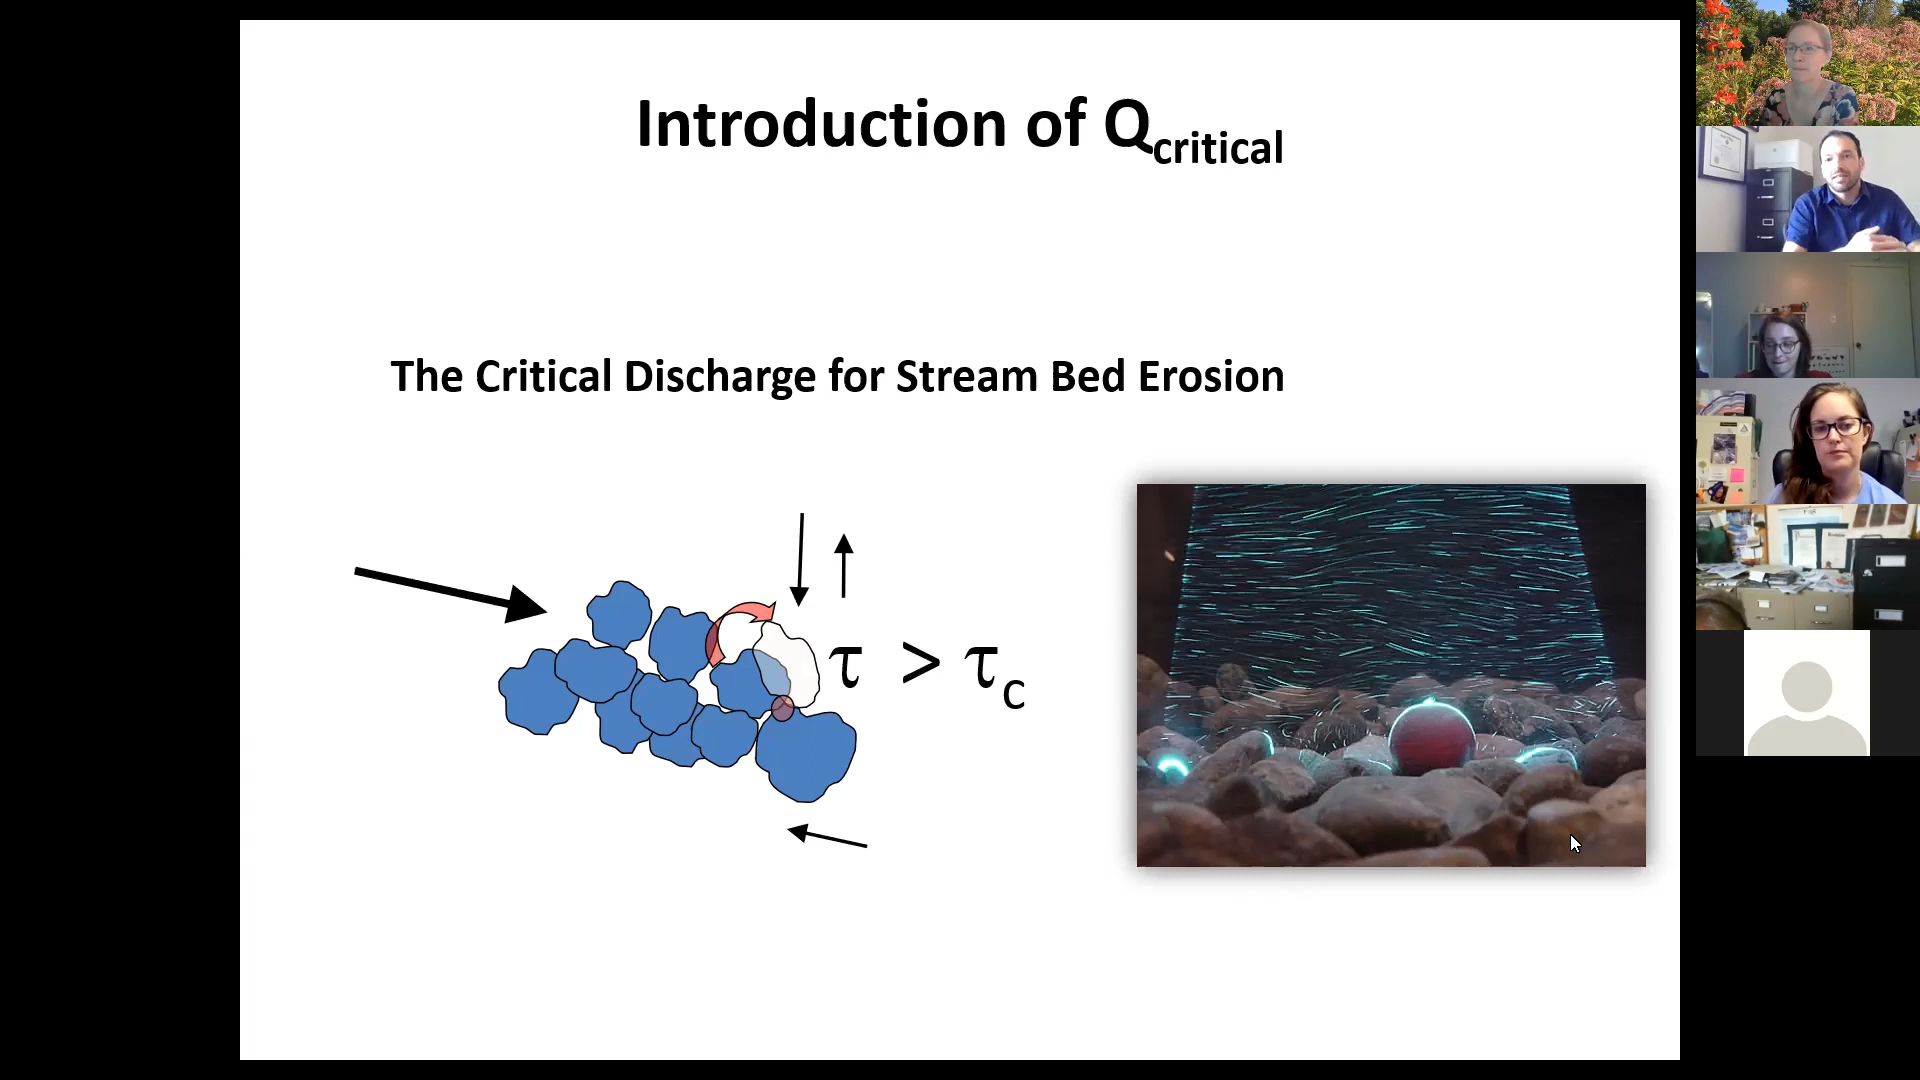 Introduction of Qcritical
The Critical Discharge for Stream Bed Erosion
τ > τc